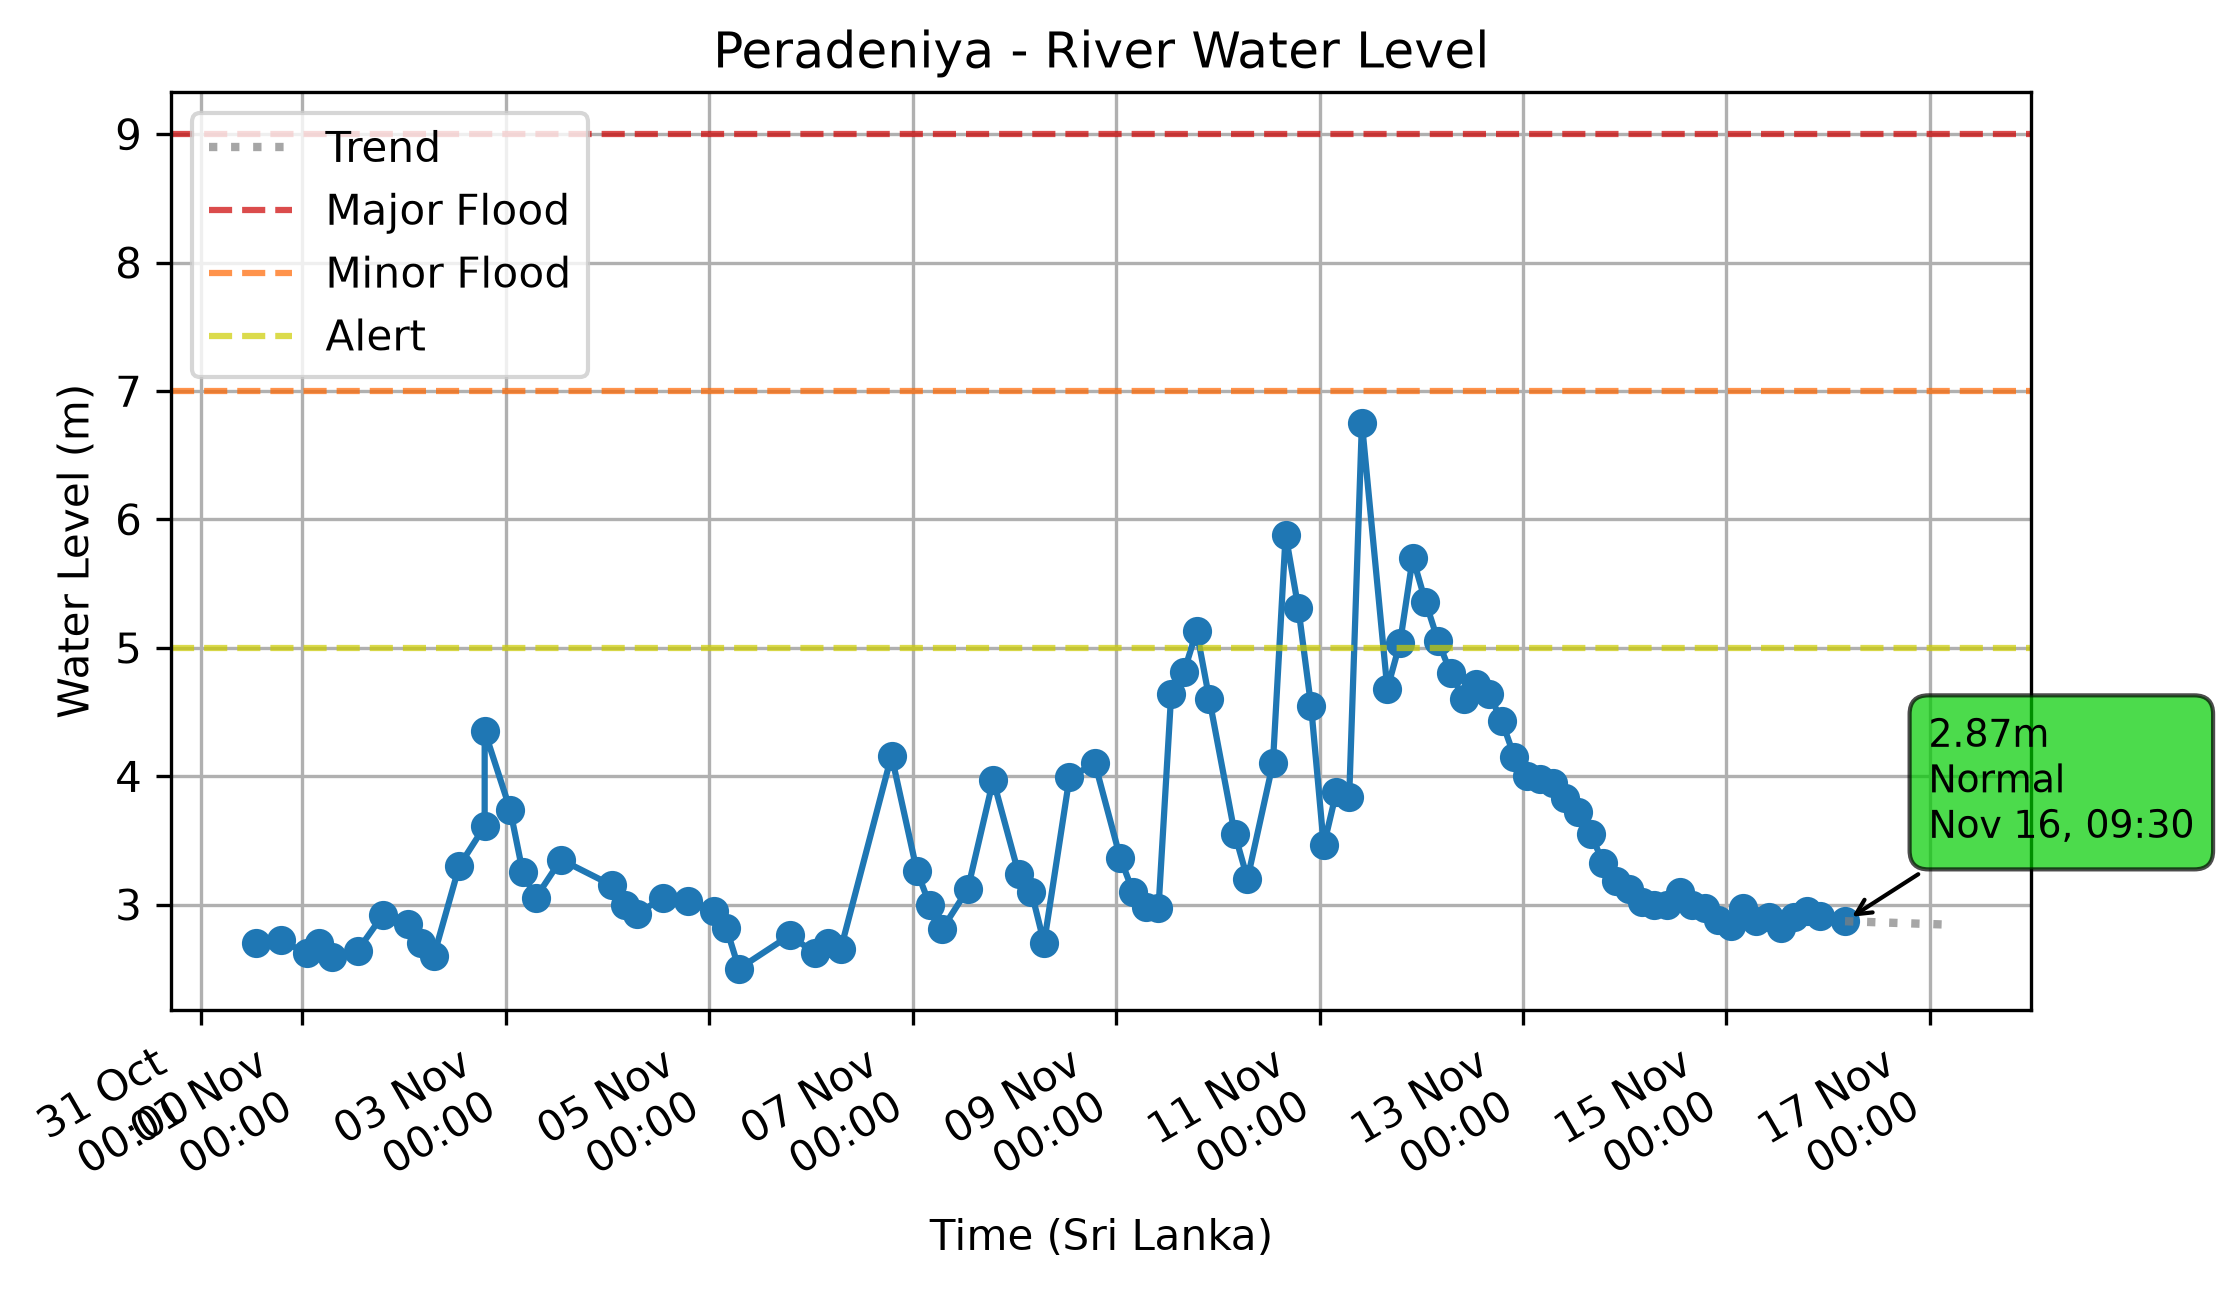 Peradeniya - River Water Level
9
8
7
6
5
4
3
Water Level (m)
Trend
Major Flood
Minor Flood
Alert
2.87m
Normal
Nov 16, 09:30
31 Oct
00:00
01 Nov
00:00
03 Nov
00:00
05 Nov
00:00
07 Nov
00:00
09 Nov
00:00
11 Nov
00:00
13 Nov
00:00
15 Nov
00:00
17 Nov
00:00
Time (Sri Lanka)